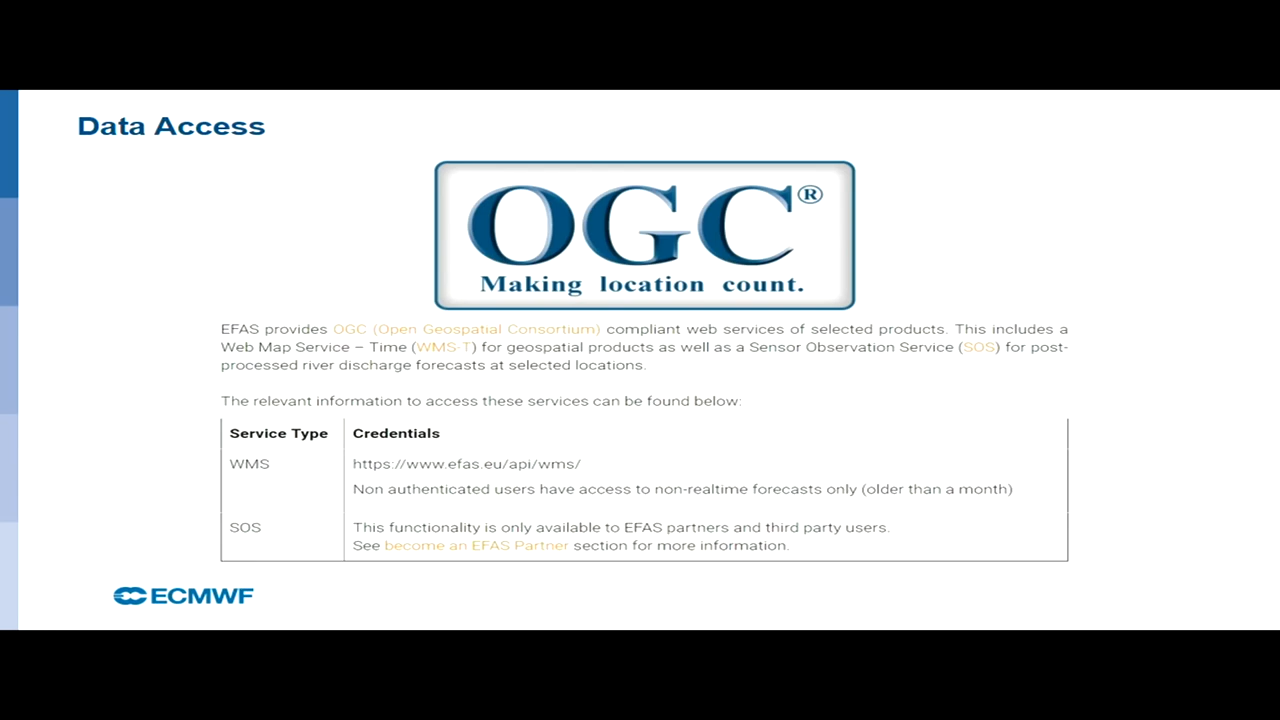 Data Access
OGC®
Making location count.
EFAS provides OGC (Open Geospatial Consortium) compliant web services of selected products. This includes a
Web Map Service – Time (WMS-T) for geospatial products as well as a Sensor Observation Service (SOS) for post-
processed river discharge forecasts at selected locations.
The relevant information to access these services can be found below:
Service Type Credentials
WMS https://www.efas.eu/api/wms/
Non authenticated users have access to non-realtime forecasts only (older than a month)
SOS This functionality is only available to EFAS partners and third party users.
See become an EFAS Partner section for more information.
ECMWF